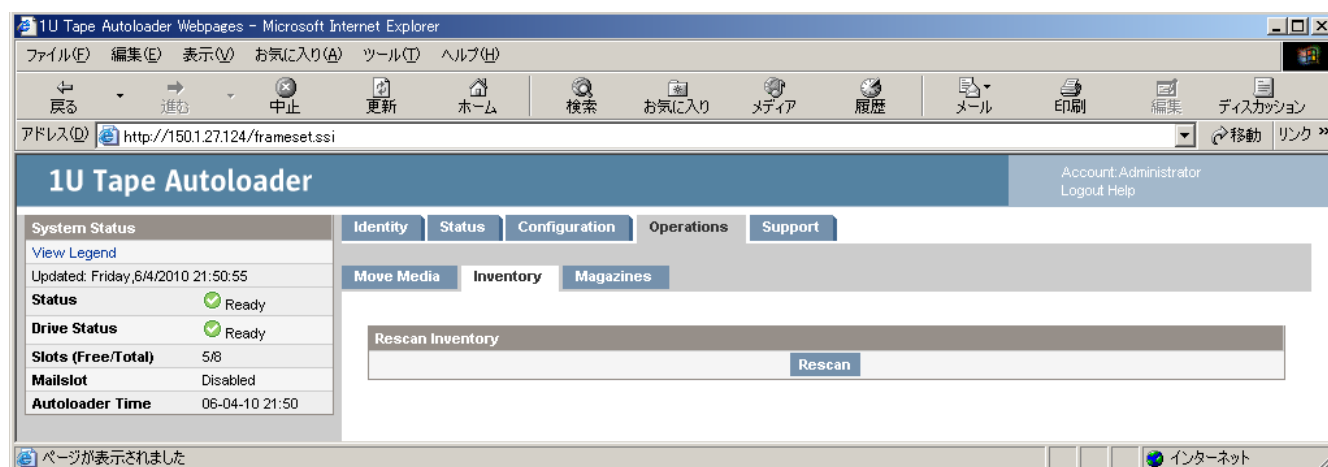 1U Tape Autoloader Webpages - Microsoft Internet Explorer
ファイル(F) 編集(E) 表示(V) お気に入り(A) ツール(T) ヘルプ(H)
戻る 進む 中止 更新 ホーム 検索 お気に入り メディア 履歴 メール 印刷 編集 ディスカッション
アドレス(D) http://150.1.27.124/frameset.ssi 移動 リンク »
1U Tape Autoloader
Account:Administrator
Logout Help
System Status
View Legend
Updated: Friday,6/4/2010 21:50:55
Status Ready
Drive Status Ready
Slots (Free/Total) 5/8
Mailslot Disabled
Autoloader Time 06-04-10 21:50
Identity Status Configuration Operations Support
Move Media Inventory Magazines
Rescan Inventory
Rescan
ページが表示されました インターネット